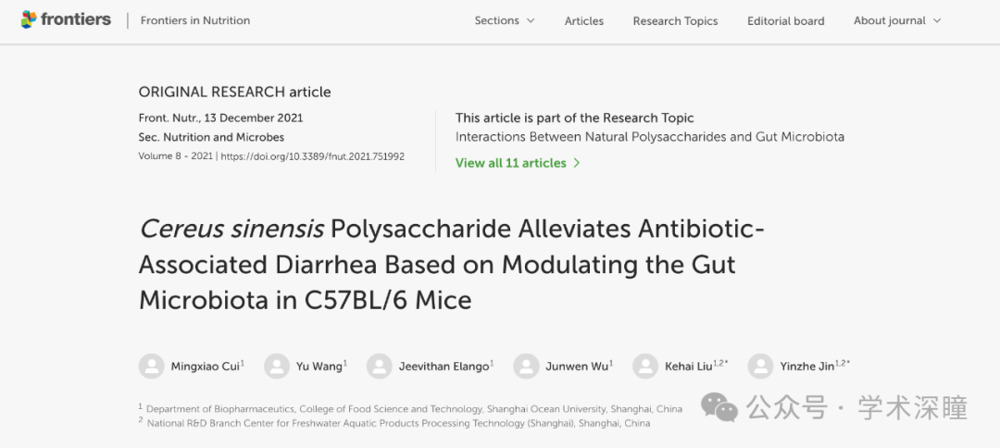 frontiers
Frontiers in Nutrition
Sections
Articles
Research Topics
Editorial board
About journal
ORIGINAL RESEARCH article
Front. Nutr., 13 December 2021
Sec. Nutrition and Microbes
Volume 8 - 2021 | https://doi.org/10.3389/fnut.2021.751992
This article is part of the Research Topic
Interactions Between Natural Polysaccharides and Gut Microbiota
View all 11 articles
Cereus sinensis Polysaccharide Alleviates Antibiotic-
Associated Diarrhea Based on Modulating the Gut
Microbiota in C57BL/6 Mice
Mingxiao Cui1
Yu Wang1
Jeevithan Elango1
Junwen Wu1
Kehai Liu1,2*
Yinzhe Jin1,2*
1 Department of Biopharmaceutics, College of Food Science and Technology, Shanghai Ocean University, Shanghai, China
2 National R&D Branch Center for Freshwater Aquatic Products Processing Technology (Shanghai), Shanghai, China
公众号 · 学术深瞳